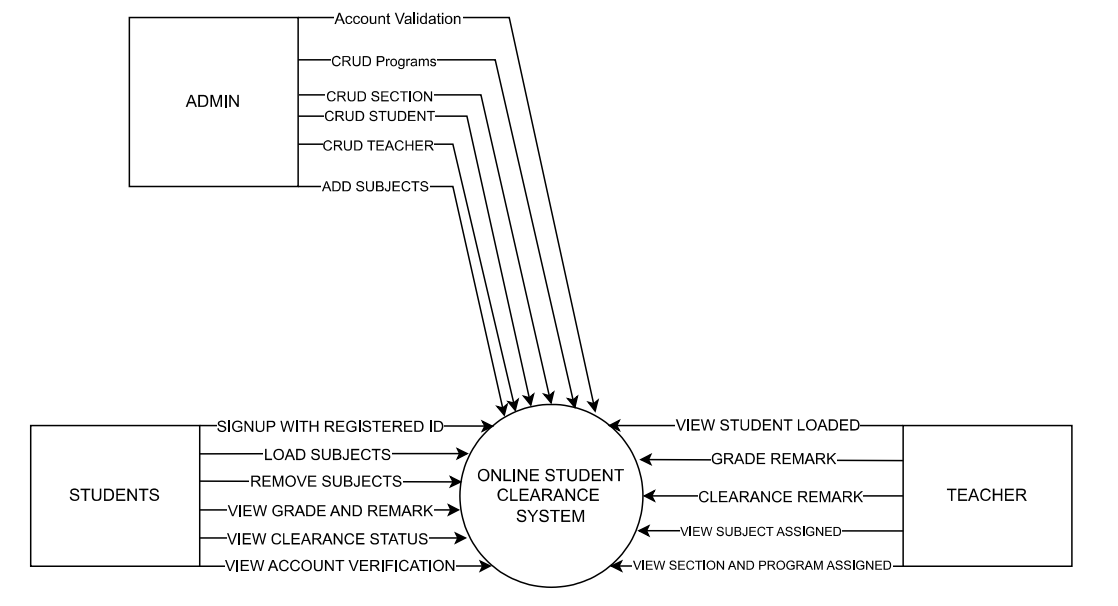 Account Validation
CRUD Programs
ADMIN
CRUD SECTION
CRUD STUDENT
CRUD TEACHER
ADD SUBJECTS
SIGNUP WITH REGISTERED ID
LOAD SUBJECTS
REMOVE SUBJECTS
STUDENTS
VIEW GRADE AND REMARK
VIEW CLEARANCE STATUS
VIEW ACCOUNT VERIFICATION
ONLINE STUDENT
CLEARANCE
SYSTEM
VIEW STUDENT LOADED
GRADE REMARK
CLEARANCE REMARK
TEACHER
VIEW SUBJECT ASSIGNED
VIEW SECTION AND PROGRAM ASSIGNED